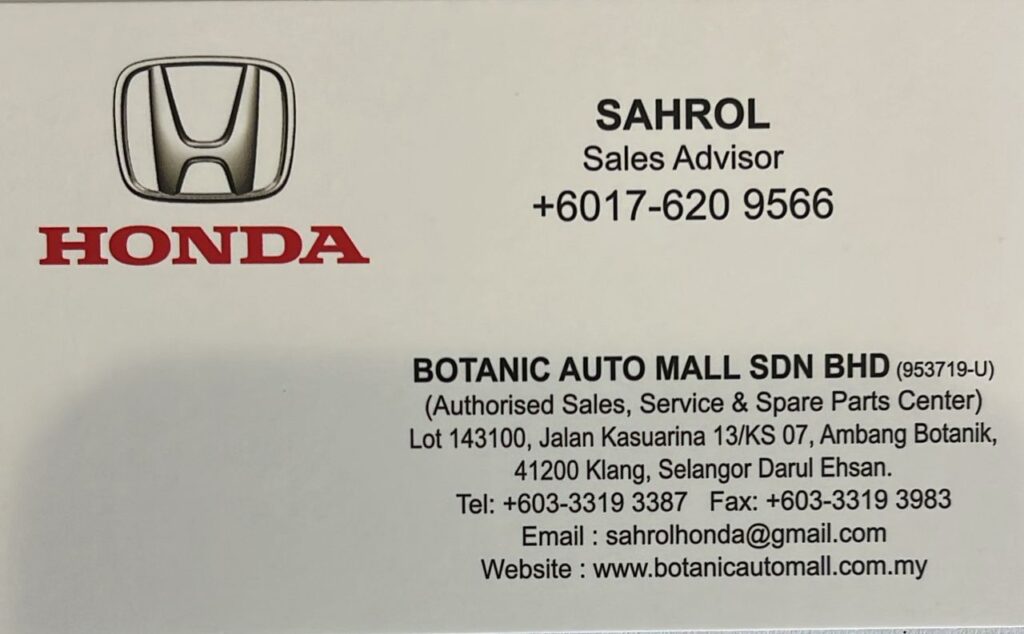 HONDA
SAHROL
Sales Advisor
+6017-620 9566
BOTANIC AUTO MALL SDN BHD (953719-U)
(Authorised Sales, Service & Spare Parts Center)
Lot 143100, Jalan Kasuarina 13/KS 07, Ambang Botanik,
41200 Klang, Selangor Darul Ehsan.
Tel: +603-3319 3387 Fax: +603-3319 3983
Email : sahrolhonda@gmail.com
Website : www.botanicautomall.com.my